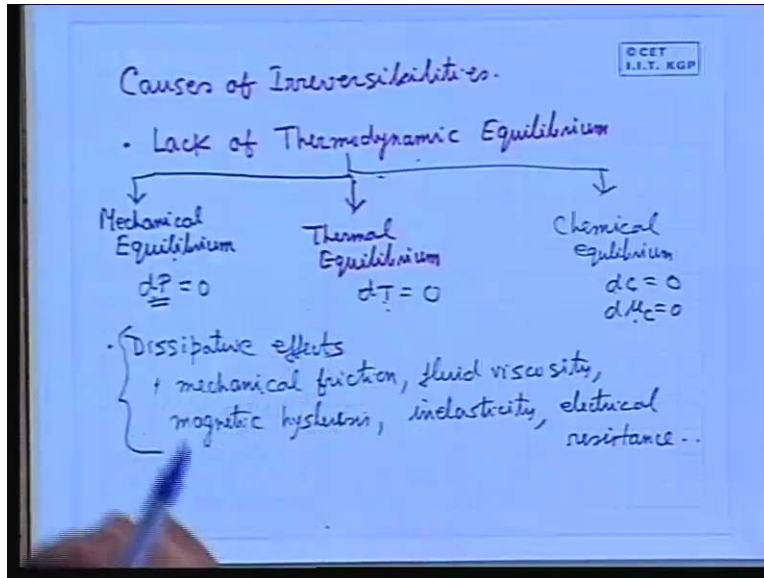 © CET
I.I.T. KGP
Causes of Irreversibilities.
• Lack of Thermodynamic Equilibrium
Mechanical Equilibrium
dP = 0
Thermal Equilibrium
dT = 0
Chemical equilibrium
dc = 0
dμc = 0
• Dissipative effects
mechanical friction, fluid viscosity,
magnetic hysteresis, inelasticity, electrical
resistance..